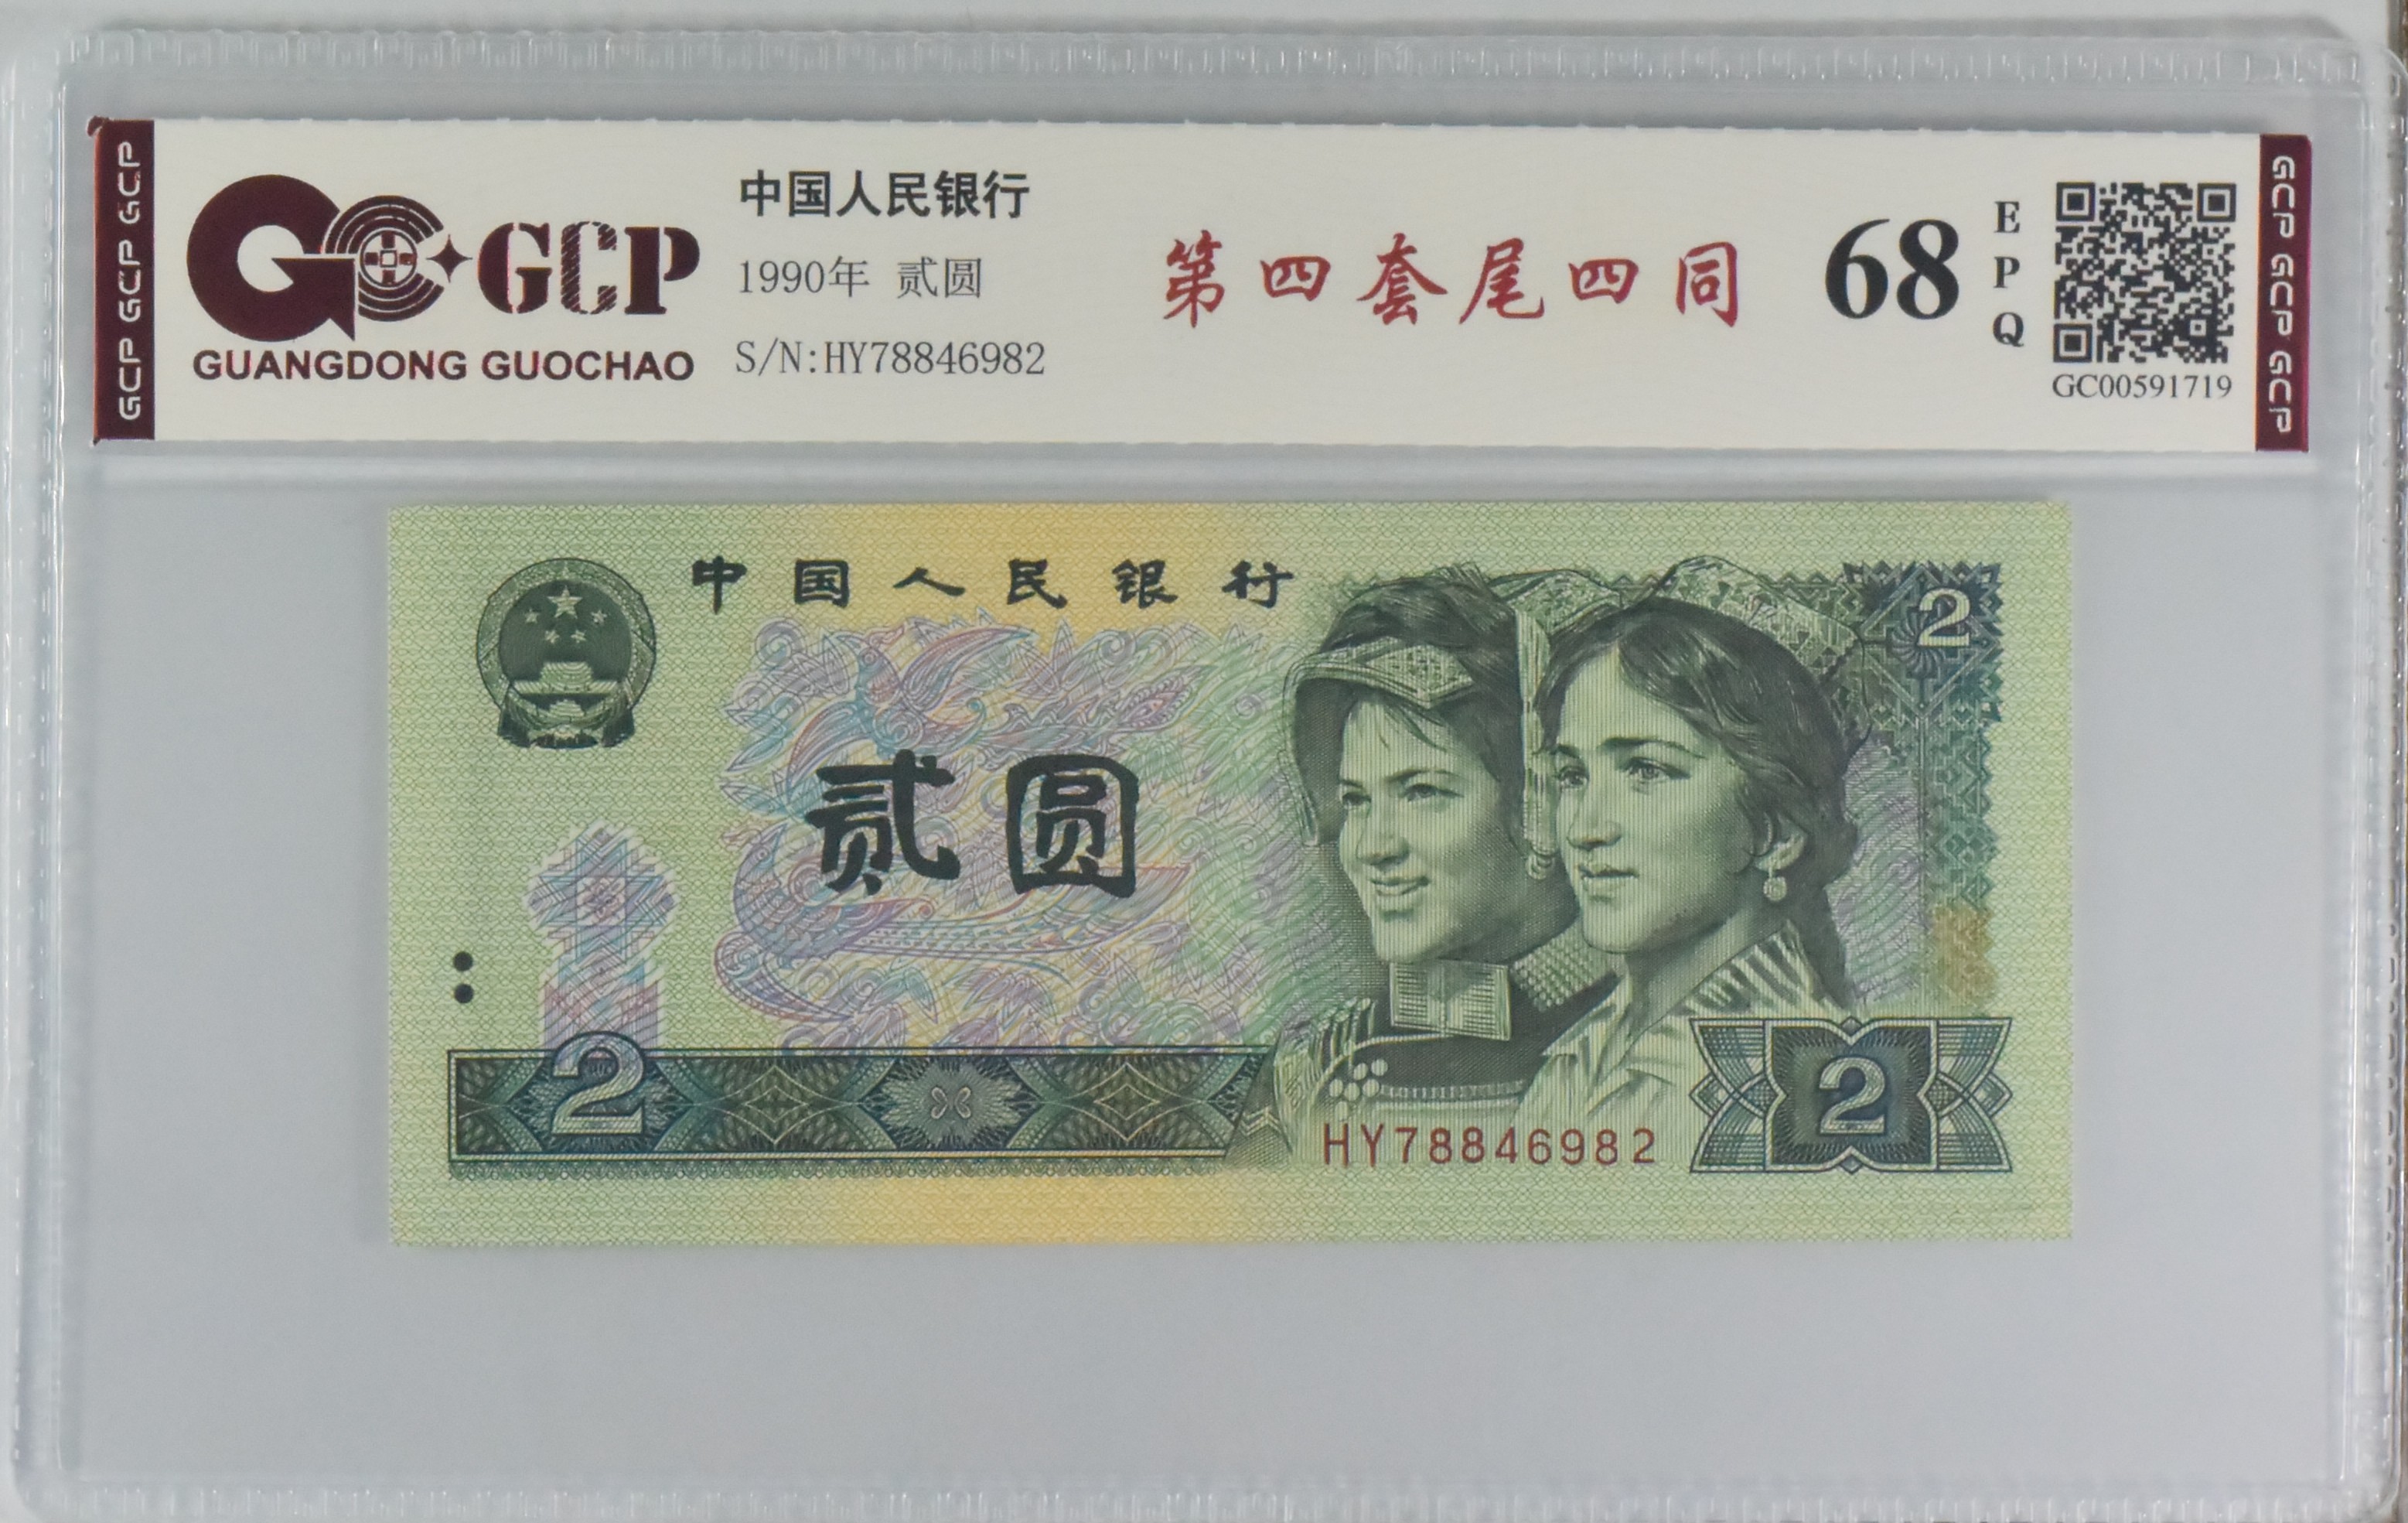 GCP GCP GCP
GCP
GUANGDONG GUOCHAO
中国人民银行
1990年 贰圆
S/N:HY78846982
第四套尾四同
68
EPQ
GC00591719
GCP GCP GCP
中国人民银行
2
贰圆
2
HY78846982
2